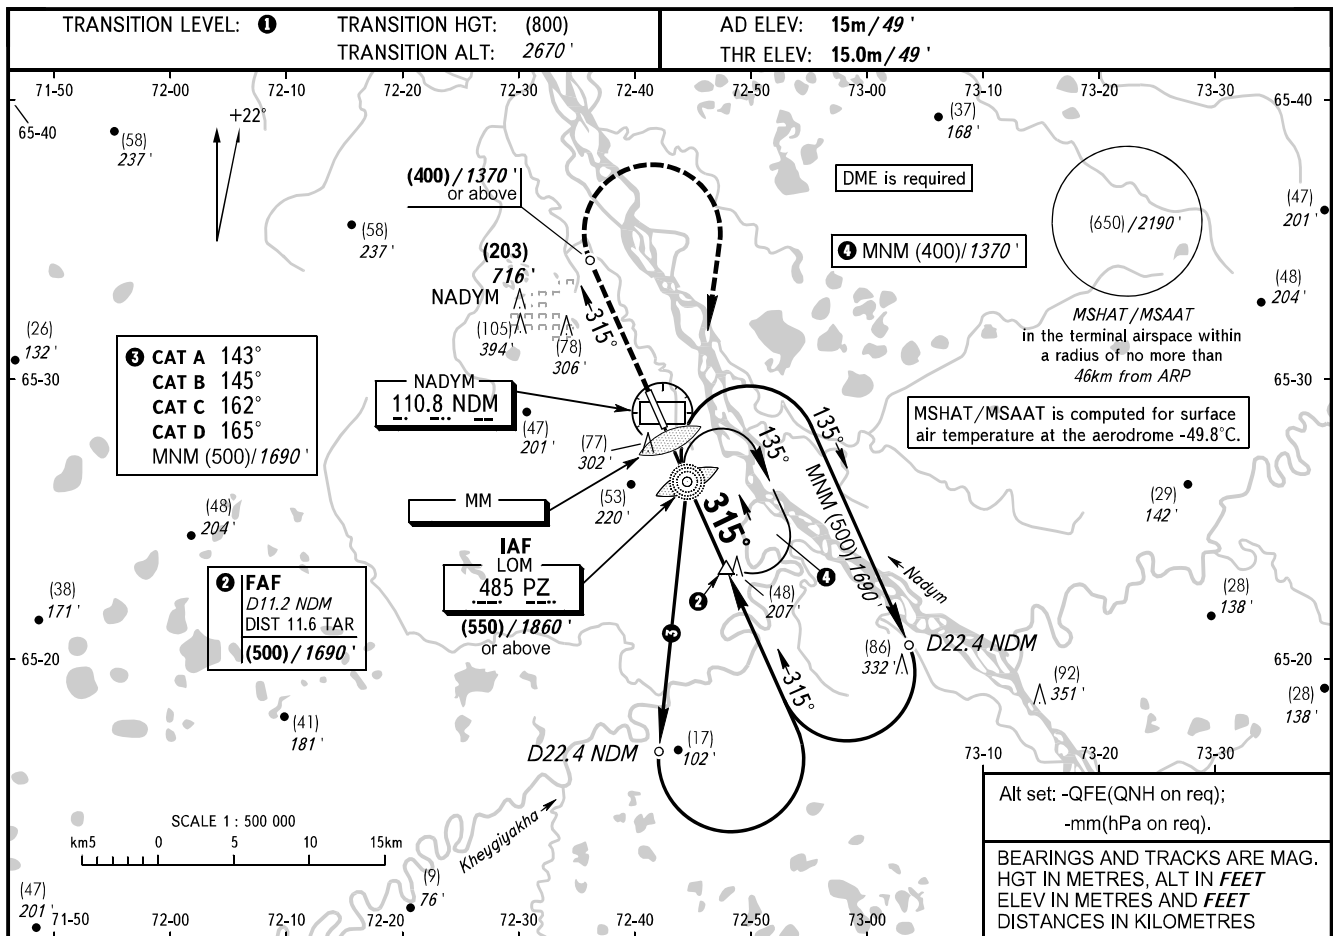 TRANSITION LEVEL: ❶ TRANSITION HGT: (800)
TRANSITION ALT: 2670 '
AD ELEV: 15m/49 '
THR ELEV: 15.0m/49 '
71-50 72-00 72-10 72-20 72-30 72-40 72-50 73-00 73-10 73-20 73-30
65-40
65-40
+22°
(58)
237 '
(37)
168 '
(400)/1370 '
or above
DME is required
(47)
201 '
(650)/2190 '
(58)
237 '
❹ MNM (400)/1370 '
(203)
716 '
NADYM
(105)
394 '
(78)
306 '
315°
(48)
204 '
MSHAT/MSAAT
in the terminal airspace within
a radius of no more than
46km from ARP
(26)
132 '
65-30
65-30
❸ CAT A 143°
CAT B 145°
CAT C 162°
CAT D 165°
MNM (500)/1690 '
NADYM
110.8 NDM
MSHAT/MSAAT is computed for surface
air temperature at the aerodrome -49.8°C.
(47)
201 '
(77)
302 '
135°
135°
MNM (500)/1690 '
MM
(53)
220 '
315°
(29)
142 '
(48)
204 '
IAF
LOM
485 PZ
(550)/1860 '
or above
❷ FAF
D11.2 NDM
DIST 11.6 TAR
(500)/1690 '
(38)
171 '
❷
(48)
207 '
❹
Nadym
(28)
138 '
❸
(86)
332 '
D22.4 NDM
65-20
65-20
315°
(92)
351 '
(28)
138 '
(41)
181 '
D22.4 NDM
(17)
102 '
73-10 73-20 73-30
SCALE 1 : 500 000
km5 0 5 10 15km
Kheygiyakha
Alt set: -QFE(QNH on req);
-mm(hPa on req).
BEARINGS AND TRACKS ARE MAG.
HGT IN METRES, ALT IN FEET
ELEV IN METRES AND FEET
DISTANCES IN KILOMETRES
(9)
76 '
(47)
201 '
71-50 72-00 72-10 72-20 72-30 72-40 72-50 73-00